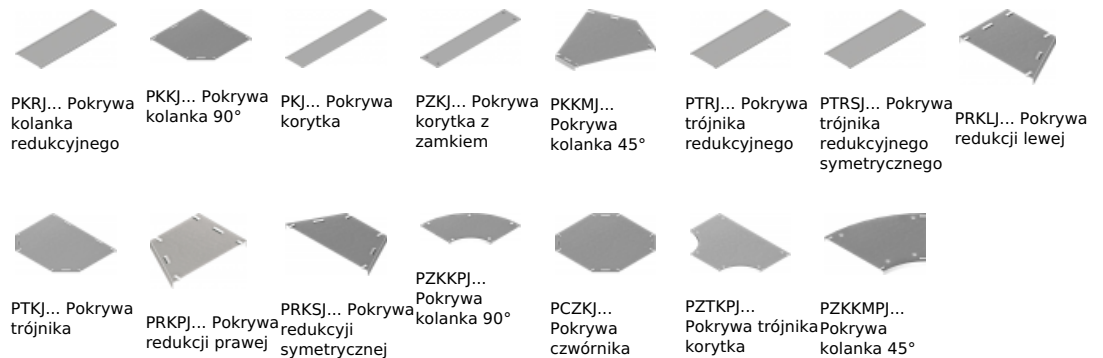 PKRJ... Pokrywa
kolanka
redukcyjnego
PKKJ... Pokrywa
kolanka 90°
PKJ... Pokrywa
korytka
PZKJ... Pokrywa
korytka z
zamkiem
PKKMJ...
Pokrywa
kolanka 45°
PTRJ... Pokrywa
trójnika
redukcyjnego
PTRSJ... Pokrywa
trójnika
redukcyjnego
symetrycznego
PRKLJ... Pokrywa
redukcji lewej
PTKJ... Pokrywa
trójnika
PRKPJ... Pokrywa
redukcji prawej
PRKSJ... Pokrywa
redukcyji
symetrycznej
PZKKPJ...
Pokrywa
kolanka 90°
PCZKJ...
Pokrywa
czwórnika
PZTKPJ...
Pokrywa trójnika
korytka
PZKKMPJ...
Pokrywa
kolanka 45°